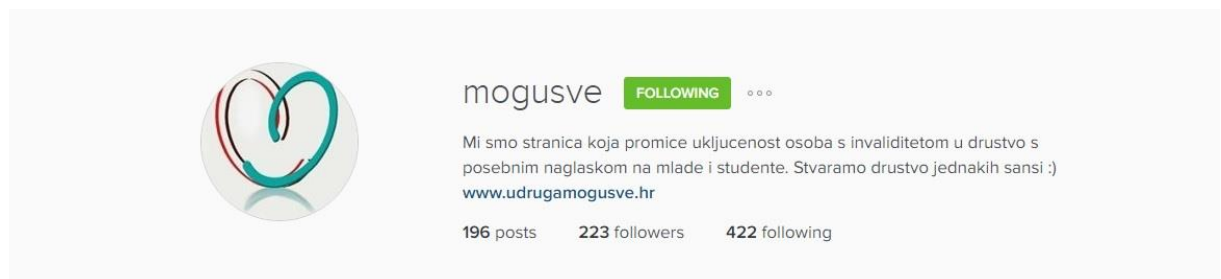 mogusve FOLLOWING
Mi smo stranica koja promice ukljucenost osoba s invaliditetom u drustvo s
posebnim naglaskom na mlade i studente. Stvaramo drustvo jednakih sansi :)
www.udrugamogusve.hr
196 posts 223 followers 422 following